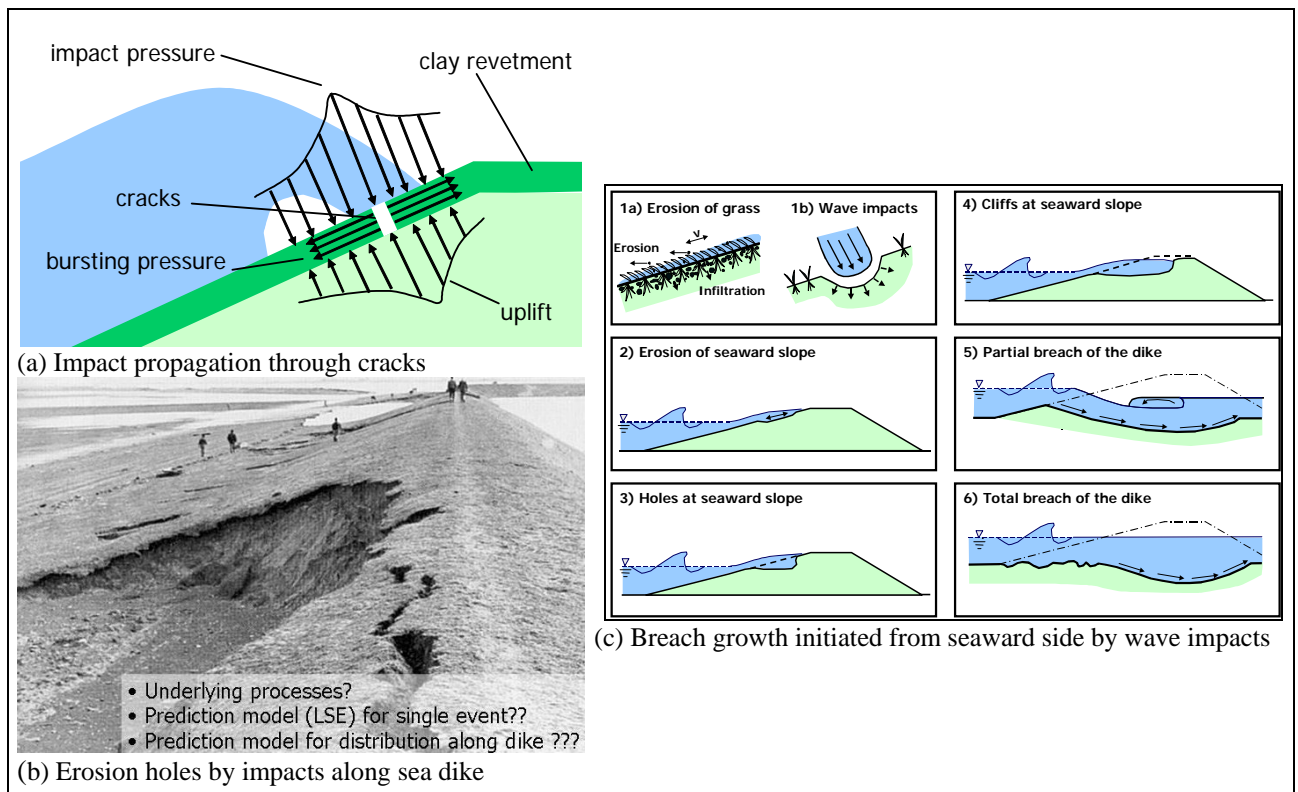 impact pressure
clay revetment
cracks
bursting pressure
uplift
(a) Impact propagation through cracks
• Underlying processes?
• Prediction model (LSE) for single event??
• Prediction model for distribution along dike ???
(b) Erosion holes by impacts along sea dike
1a) Erosion of grass
1b) Wave impacts
v
Erosion
Infiltration
2) Erosion of seaward slope
3) Holes at seaward slope
4) Cliffs at seaward slope
5) Partial breach of the dike
6) Total breach of the dike
(c) Breach growth initiated from seaward side by wave impacts